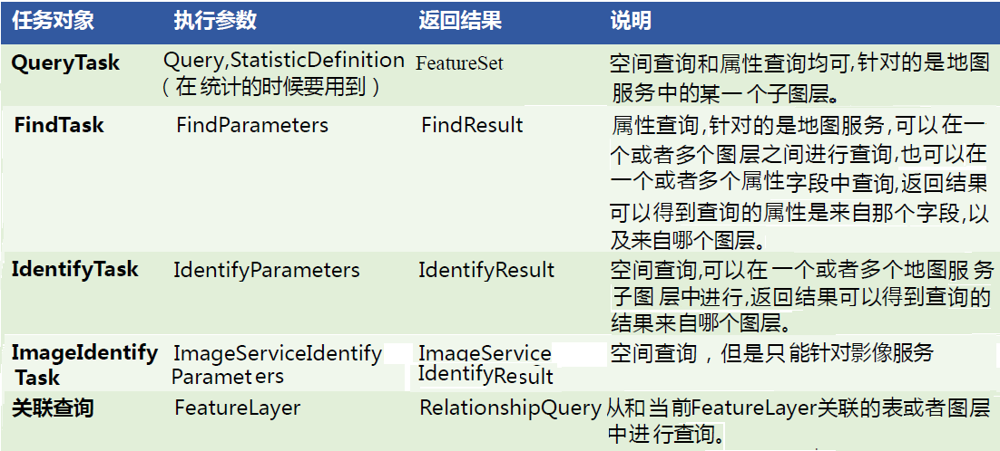 任务对象 执行参数 返回结果 说明
QueryTask Query,StatisticDefinition FeatureSet 空间查询和属性查询均可,针对的是地图
(在统计的时候要用到) 服务中的某一个子图层。
FindTask FindParameters FindResult 属性查询,针对的是地图服务,可以在一
个或者多个图层之间进行查询,也可以在
一个或者多个属性字段中查询,返回结果
可以得到查询的属性是来自那个字段,以
及来自哪个图层。
IdentifyTask IdentifyParameters IdentifyResult 空间查询,可以在一个或者多个地图服务
子图层中进行,返回结果可以得到查询的
结果来自哪个图层。
ImageIdentify ImageServiceIdentify ImageService 空间查询,但是只能针对影像服务
Task Parameters IdentifyResult
关联查询 FeatureLayer RelationshipQuery 从和当前FeatureLayer关联的表或者图层
中进行查询。